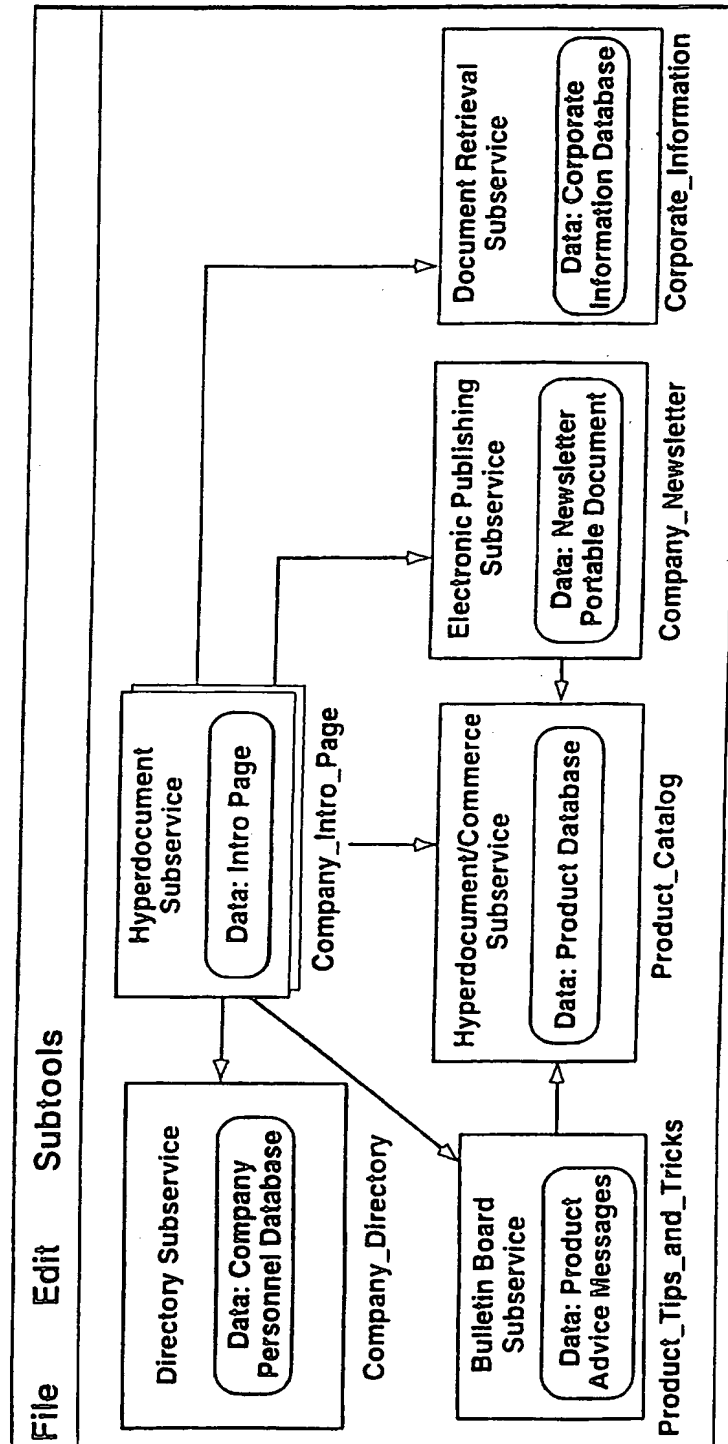 File Edit Subtools
Directory Subservice
Data: Company
Personnel Database
Company_Directory
Hyperdocument
Subservice
Data: Intro Page
Company_Intro_Page
Bulletin Board
Subservice
Data: Product
Advice Messages
Product_Tips_and_Tricks
Hyperdocument/Commerce
Subservice
Data: Product Database
Product_Catalog
Electronic Publishing
Subservice
Data: Newsletter
Portable Document
Company_Newsletter
Document Retrieval
Subservice
Data: Corporate
Information Database
Corporate_Information